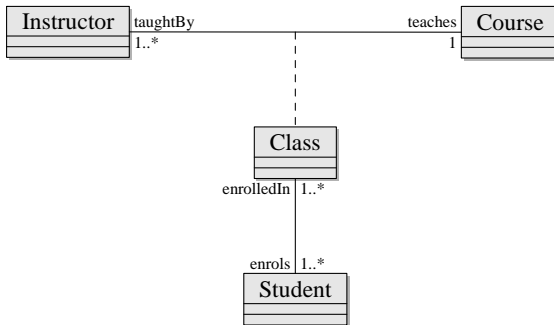 Instructor
taughtBy
1..*
teaches
1
Course
Class
enrolledIn
1..*
enrols
1..*
Student